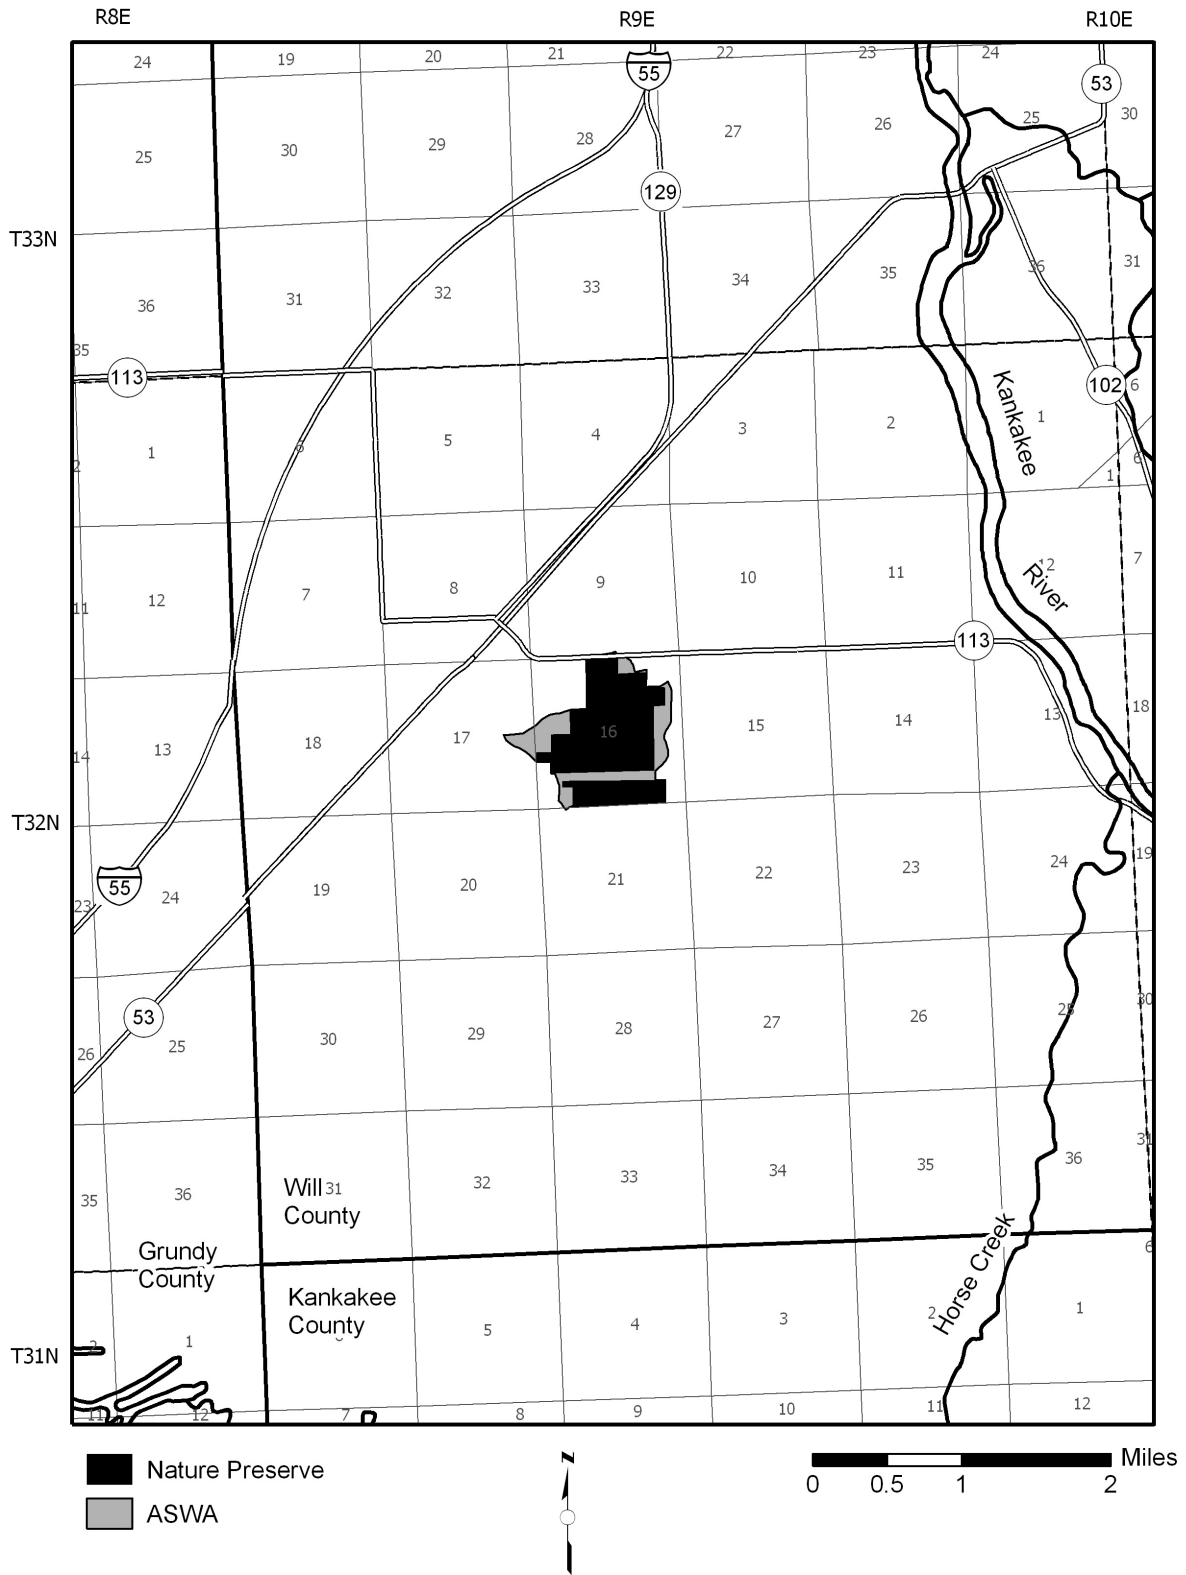 R8E R9E R10E
24 19 20 21 55 22 23 24
53
25 30 29 28 27 26 25 30
129
T33N
36 31 32 33 34 35 36 31
35
113 102
2 1 6 5 4 3 2 Kankakee 1 6
1 6
11 12 7 8 9 10 11 12 7
River
113
14 13 18 17 16 15 14 13 18
T32N
55
23 24 19 20 21 22 23 24 19
53
26 25 30 29 28 27 26 25 30
35 36 Will 31 32 33 34 35 36 31
County
Grundy
County
Horse Creek
6
Kankakee
County
2 1 5 4 3 2 1
T31N
11 12 7 8 9 10 11 12
Nature Preserve
ASWA
N
Miles
0 0.5 1 2